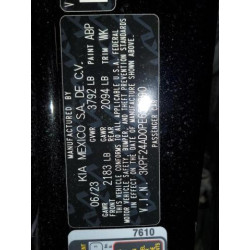 MANUFACTURED BY
KIA MEXICO S.A. DE C.V.
PAINT ABP
TRIM WK
06/23 GVWR 3792 LB
GAWR FRONT 2183 LB GAWR REAR 2094 LB
THIS VEHICLE CONFORMS TO ALL APPLICABLE U.S. FEDERAL
MOTOR VEHICLE SAFETY, BUMPER, AND THEFT PREVENTION STANDARDS
IN EFFECT ON THE DATE OF MANUFACTURE SHOWN ABOVE.
V.I.N.:
PASSENGER CAR
7610